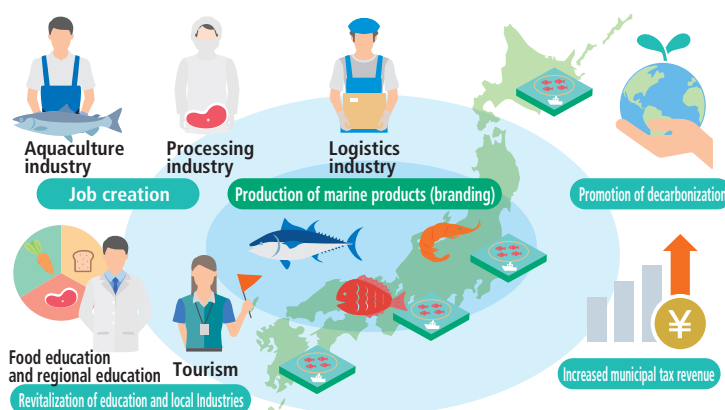 Aquaculture
industry
Processing
industry
Logistics
industry
Job creation
Production of marine products (branding)
Promotion of decarbonization
Food education
and regional education
Tourism
Revitalization of education and local Industries
¥
Increased municipal tax revenue